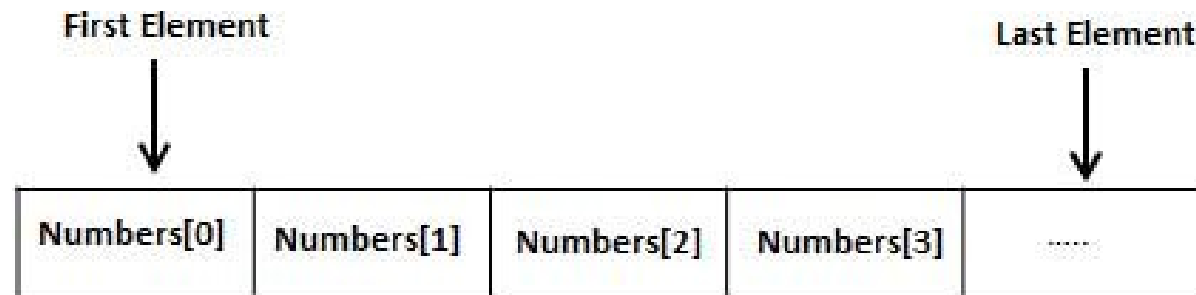 First Element
Last Element
Numbers[0] Numbers[1] Numbers[2] Numbers[3] ......